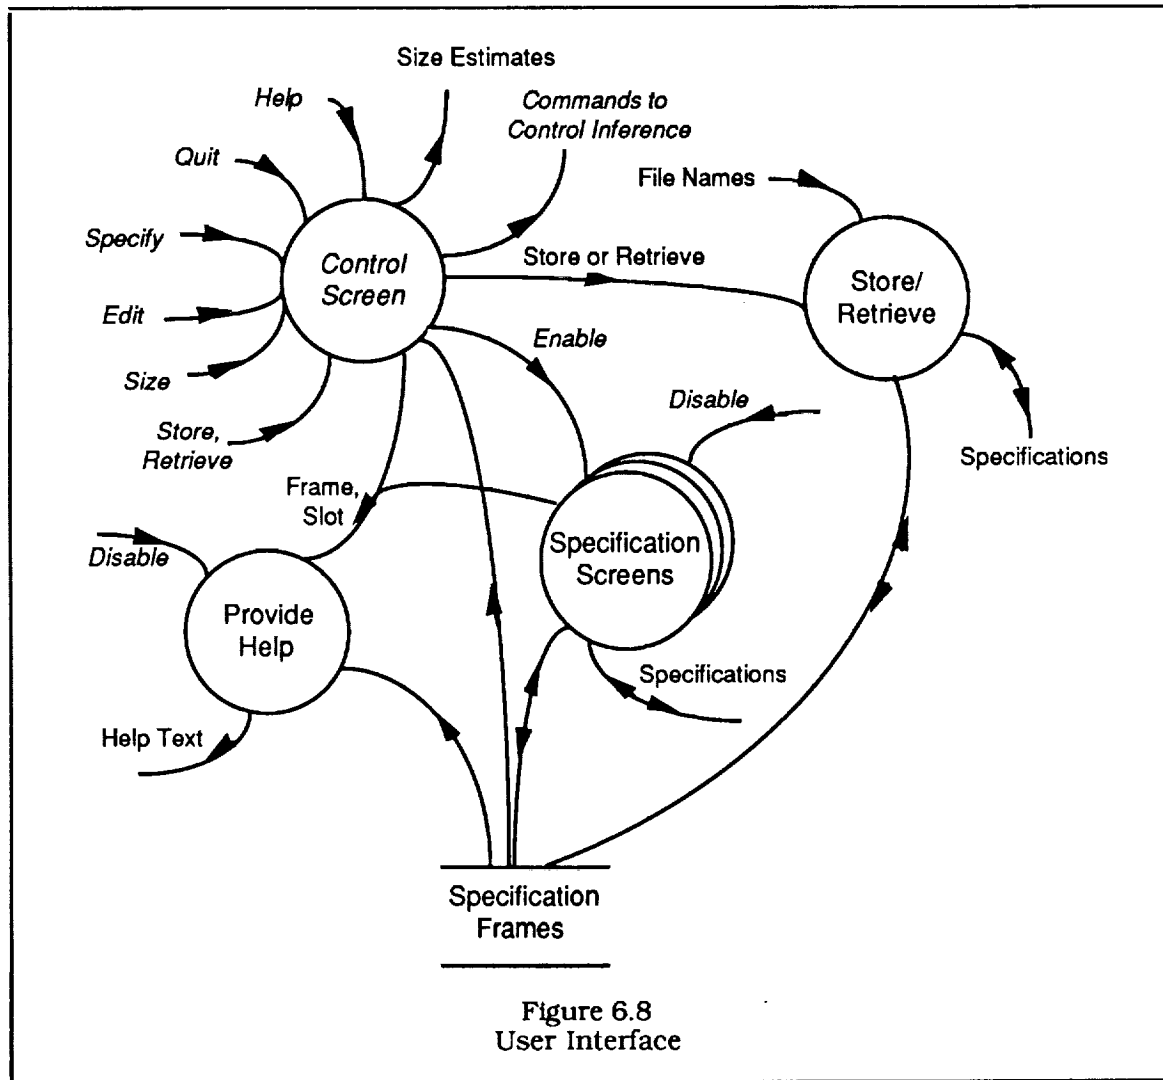 Size Estimates
Help
Commands to
Control Inference
Quit
File Names
Specify
Control
Screen
Store or Retrieve
Store/
Retrieve
Edit
Enable
Size
Disable
Store,
Retrieve
Specifications
Frame,
Slot
Disable
Specification
Screens
Provide
Help
Specifications
Help Text
Specification
Frames
Figure 6.8
User Interface